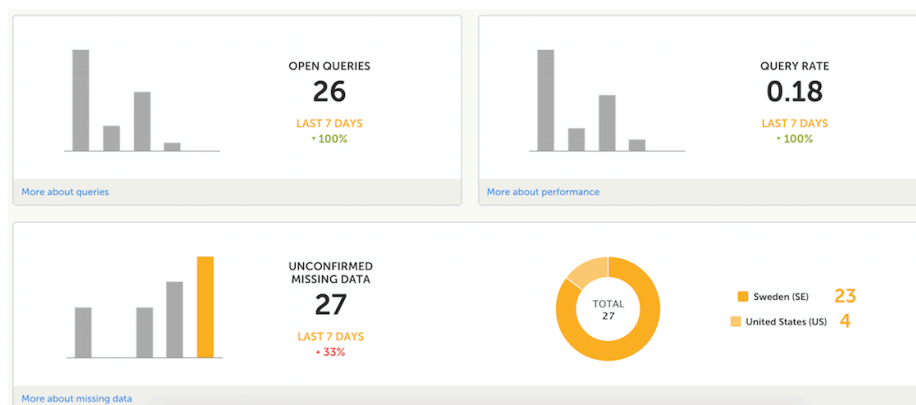 OPEN QUERIES
26
LAST 7 DAYS
▾ 100%
More about queries
QUERY RATE
0.18
LAST 7 DAYS
▾ 100%
More about performance
UNCONFIRMED
MISSING DATA
27
LAST 7 DAYS
▴ 33%
TOTAL
27
Sweden (SE) 23
United States (US) 4
More about missing data